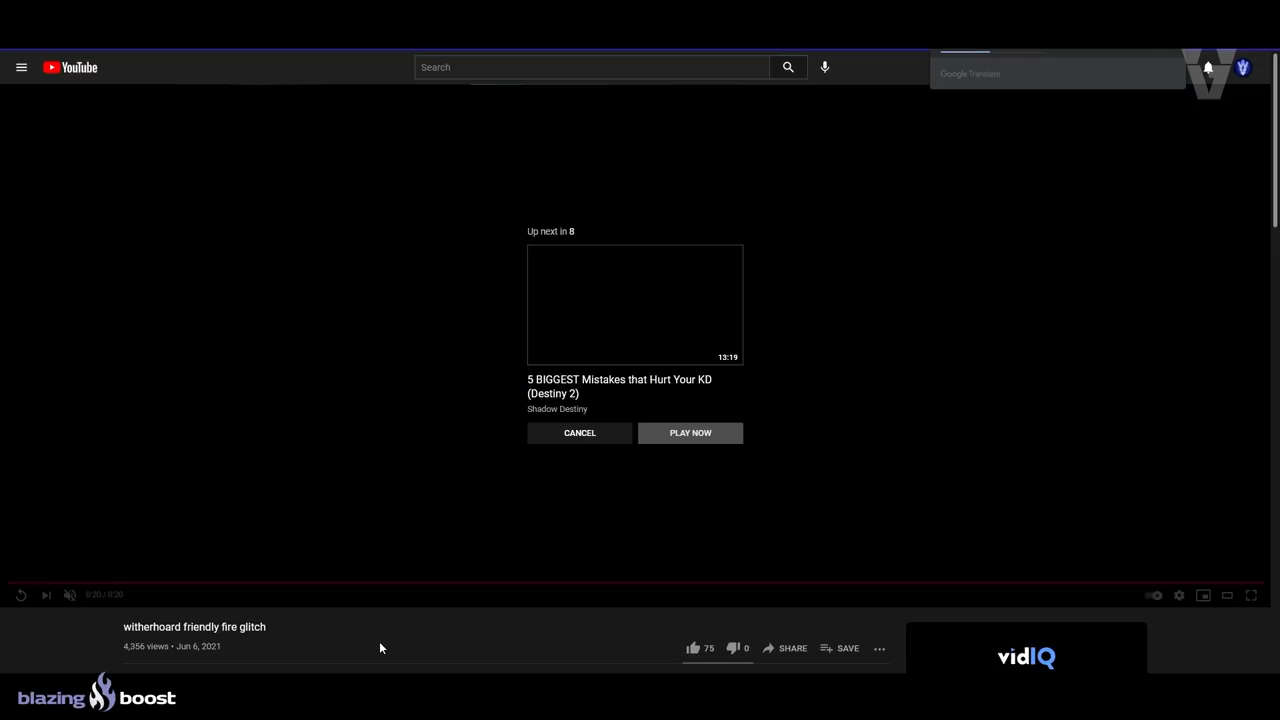 YouTube
Search
Google Translate
Up next in 8
13:19
5 BIGGEST Mistakes that Hurt Your KD
(Destiny 2)
Shadow Destiny
CANCEL
PLAY NOW
0:20 / 0:20
witherhoard friendly fire glitch
4,356 views • Jun 6, 2021
75
0
SHARE
SAVE
vidIQ
blazing boost